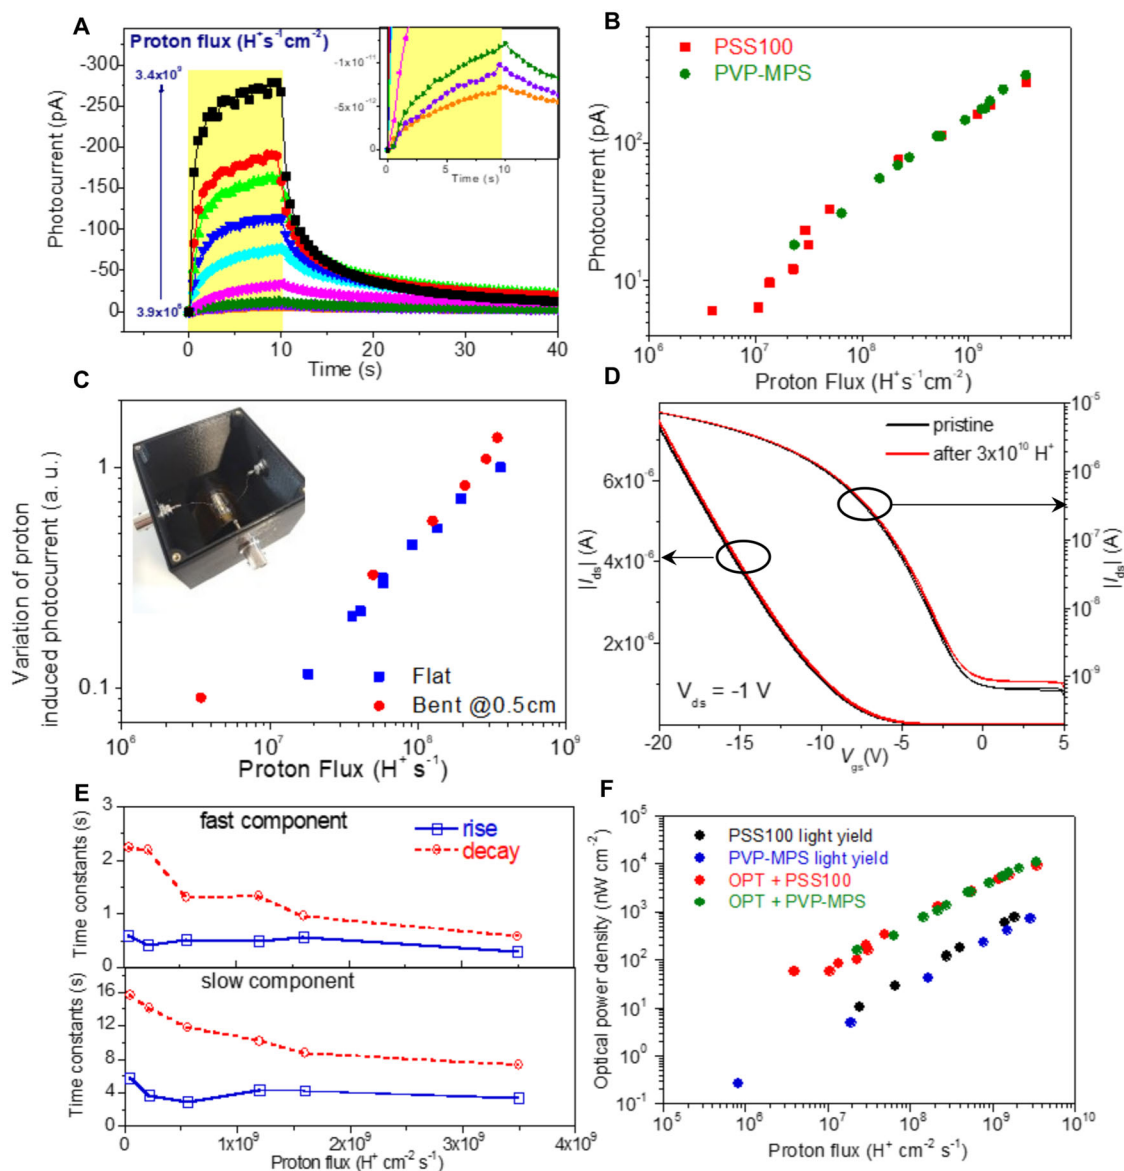 A
Proton flux (H⁺s⁻¹cm⁻²)
3.4x10⁹
3.9x10⁶
Photocurrent (pA)
-300
-250
-200
-150
-100
-50
0
0 10 20 30 40
Time (s)
-1x10⁻¹¹
-5x10⁻¹²
0
0 5 10
Time (s)
B
PSS100
PVP-MPS
Photocurrent (pA)
10²
10¹
10⁶ 10⁷ 10⁸ 10⁹
Proton Flux (H⁺s⁻¹cm⁻²)
C
Variation of proton
induced photocurrent (a. u.)
1
0.1
Flat
Bent @0.5cm
10⁶ 10⁷ 10⁸ 10⁹
Proton Flux (H⁺ s⁻¹)
D
pristine
after 3x10¹⁰ H⁺
|I_ds| (A)
6x10⁻⁶
4x10⁻⁶
2x10⁻⁶
V_ds = -1 V
-20 -15 -10 -5 0 5
V_gs(V)
10⁻⁵
10⁻⁶
10⁻⁷
10⁻⁸
10⁻⁹
|I_ds| (A)
E
fast component
rise
decay
Time constants (s)
3
2
1
0
slow component
Time constants (s)
16
12
8
4
0
0 1x10⁹ 2x10⁹ 3x10⁹ 4x10⁹
Proton flux (H⁺ cm⁻² s⁻¹)
F
PSS100 light yield
PVP-MPS light yield
OPT + PSS100
OPT + PVP-MPS
Optical power density (nW cm⁻²)
10⁵
10⁴
10³
10²
10¹
10⁰
10⁻¹
10⁵ 10⁶ 10⁷ 10⁸ 10⁹ 10¹⁰
Proton flux (H⁺ cm⁻² s⁻¹)